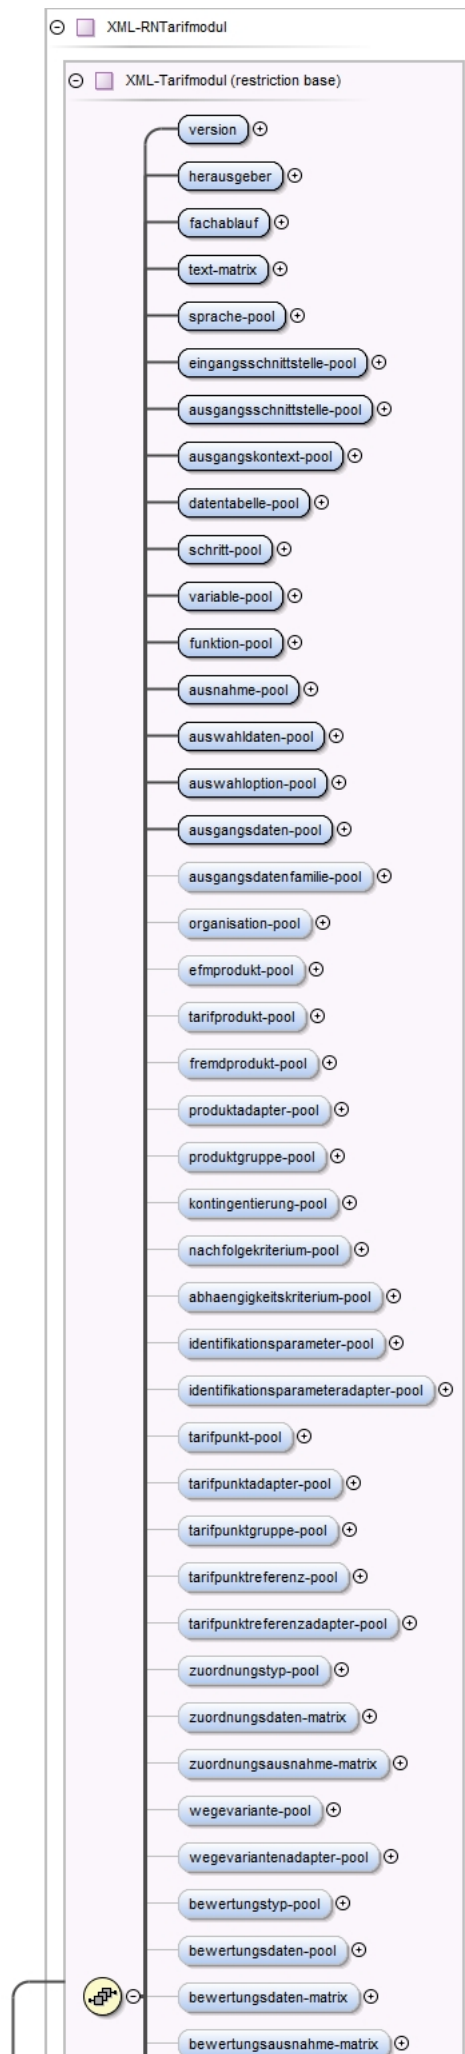 XML-RNTarifmodul
XML-Tarifmodul (restriction base)
version
herausgeber
fachablauf
text-matrix
sprache-pool
eingangsschnittstelle-pool
ausgangsschnittstelle-pool
ausgangskontext-pool
datentabelle-pool
schritt-pool
variable-pool
funktion-pool
ausnahme-pool
auswahldaten-pool
auswahloption-pool
ausgangsdaten-pool
ausgangsdatenfamilie-pool
organisation-pool
efmprodukt-pool
tarifprodukt-pool
fremdprodukt-pool
produktadapter-pool
produktgruppe-pool
kontingentierung-pool
nachfolgekriterium-pool
abhaengigkeitskriterium-pool
identifikationsparameter-pool
identifikationsparameteradapter-pool
tarifpunkt-pool
tarifpunktadapter-pool
tarifpunktgruppe-pool
tarifpunktreferenz-pool
tarifpunktreferenzadapter-pool
zuordnungstyp-pool
zuordnungsdaten-matrix
zuordnungsausnahme-matrix
wegevariante-pool
wegevariantenadapter-pool
bewertungstyp-pool
bewertungsdaten-pool
bewertungsdaten-matrix
bewertungsausnahme-matrix